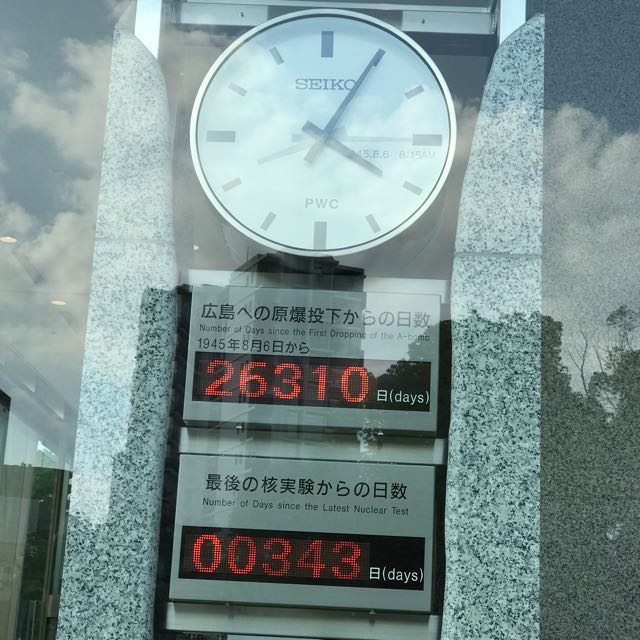 SEIKO
8:15AM
PWC
広島への原爆投下からの日数
Number of Days since the First Dropping of the A-bomb
1945年8月6日から
26310 日(days)
最後の核実験からの日数
Number of Days since the Latest Nuclear Test
00343 日(days)